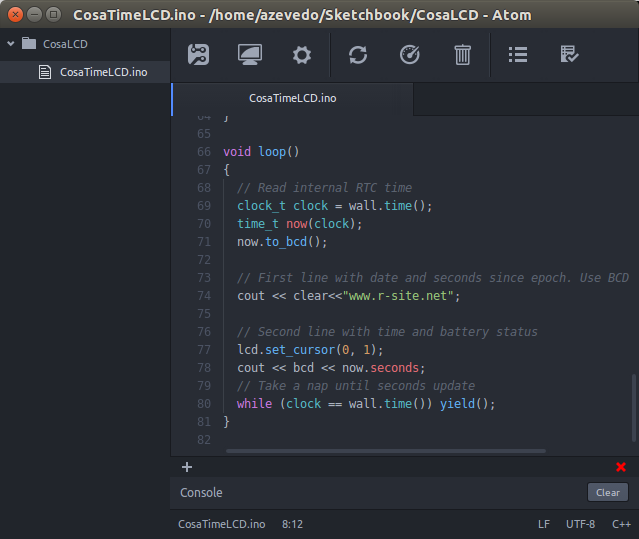 CosaTimeLCD.ino - /home/azevedo/Sketchbook/CosaLCD - Atom
CosaLCD
CosaTimeLCD.ino
CosaTimeLCD.ino
64 }
65
66 void loop()
67 {
68 // Read internal RTC time
69 clock_t clock = wall.time();
70 time_t now(clock);
71 now.to_bcd();
72
73 // First line with date and seconds since epoch. Use BCD
74 cout << clear<<"www.r-site.net";
75
76 // Second line with time and battery status
77 lcd.set_cursor(0, 1);
78 cout << bcd << now.seconds;
79 // Take a nap until seconds update
80 while (clock == wall.time()) yield();
81 }
82
Console
Clear
CosaTimeLCD.ino 8:12 LF UTF-8 C++